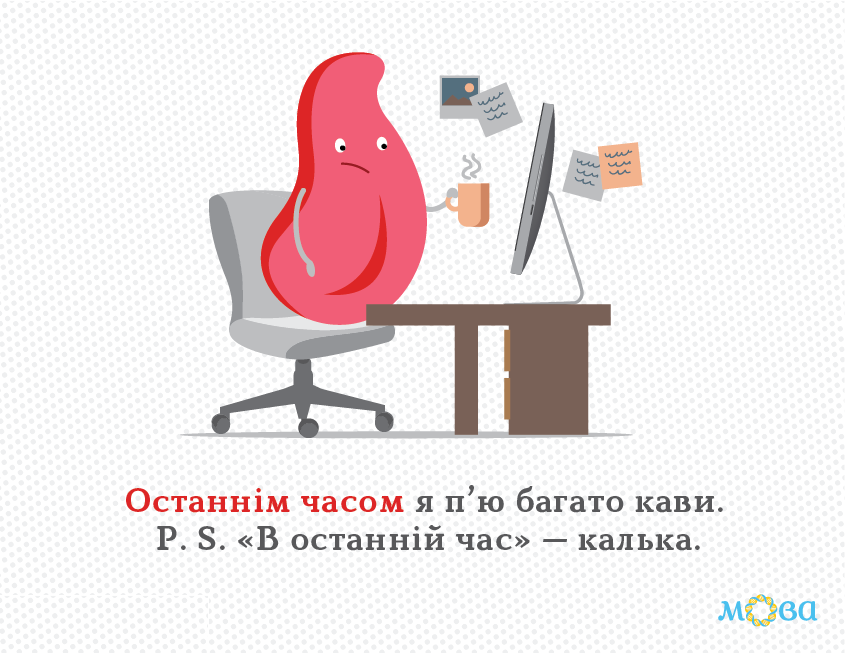 Останнім часом я п’ю багато кави.
P. S. «В останній час» — калька.
мова